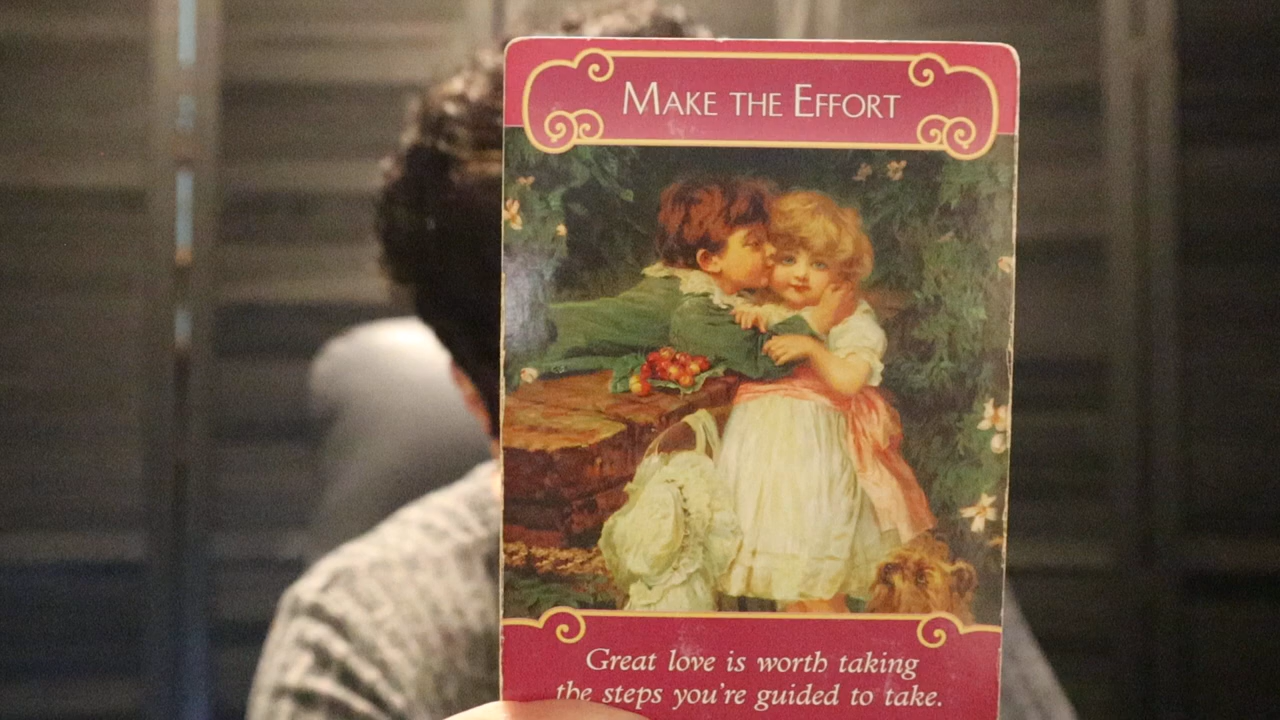 Make the Effort
Great love is worth taking
the steps you're guided to take.